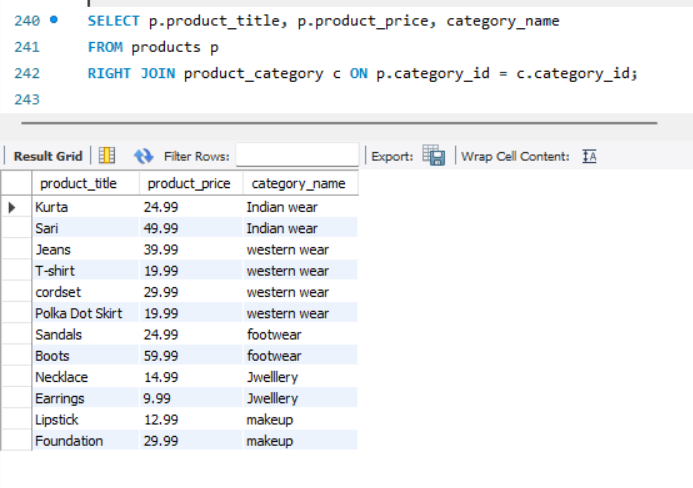 240 SELECT p.product_title, p.product_price, category_name
241 FROM products p
242 RIGHT JOIN product_category c ON p.category_id = c.category_id;
243
Result Grid Filter Rows: Export: Wrap Cell Content: IA
product_title product_price category_name
Kurta 24.99 Indian wear
Sari 49.99 Indian wear
Jeans 39.99 western wear
T-shirt 19.99 western wear
cordset 29.99 western wear
Polka Dot Skirt 19.99 western wear
Sandals 24.99 footwear
Boots 59.99 footwear
Necklace 14.99 Jwelllery
Earrings 9.99 Jwelllery
Lipstick 12.99 makeup
Foundation 29.99 makeup